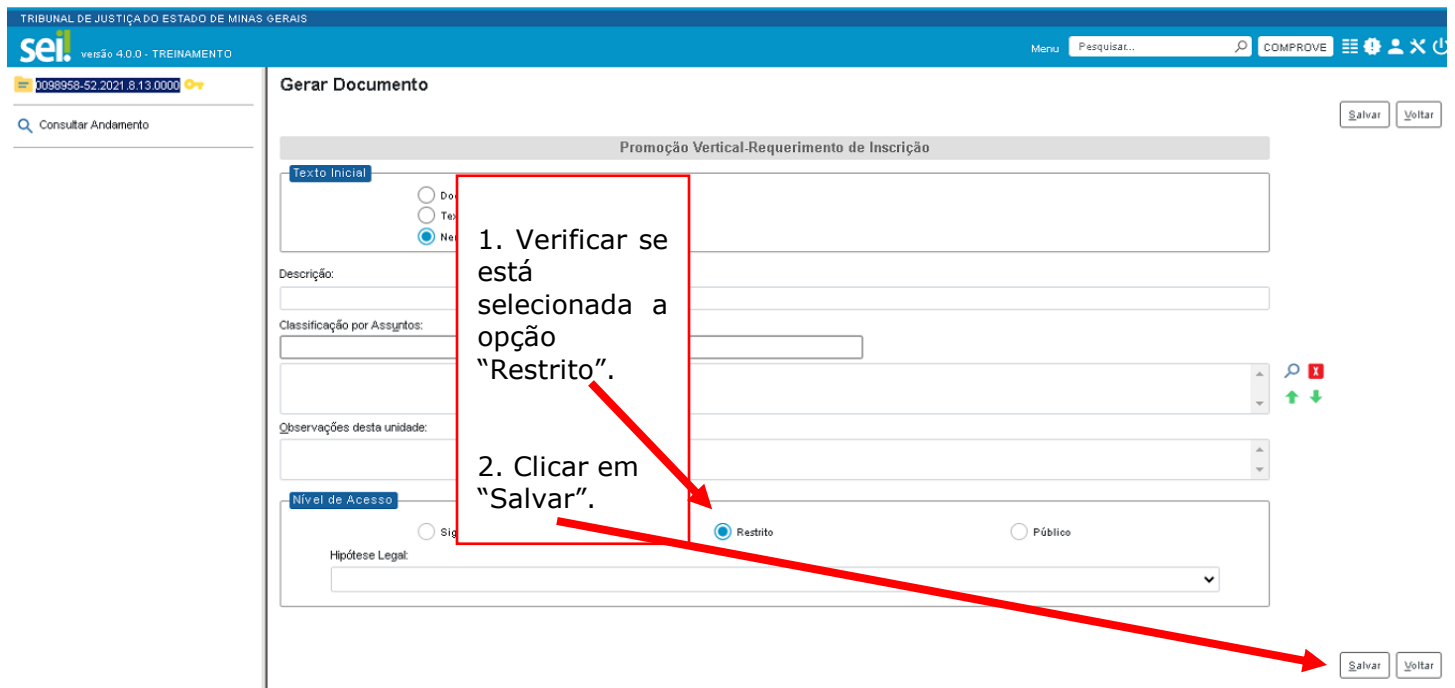 TRIBUNAL DE JUSTIÇA DO ESTADO DE MINAS GERAIS
sei! versão 4.0.0 - TREINAMENTO
Menu Pesquisar... COMPROVE
0098958-52.2021.8.13.0000
Consultar Andamento
Gerar Documento
Salvar Voltar
Promoção Vertical-Requerimento de Inscrição
Texto Inicial
1. Verificar se
está
selecionada a
opção
“Restrito”.
2. Clicar em
“Salvar”.
Descrição:
Classificação por Assuntos:
Observações desta unidade:
Nível de Acesso
Restrito Público
Hipótese Legal:
Salvar Voltar